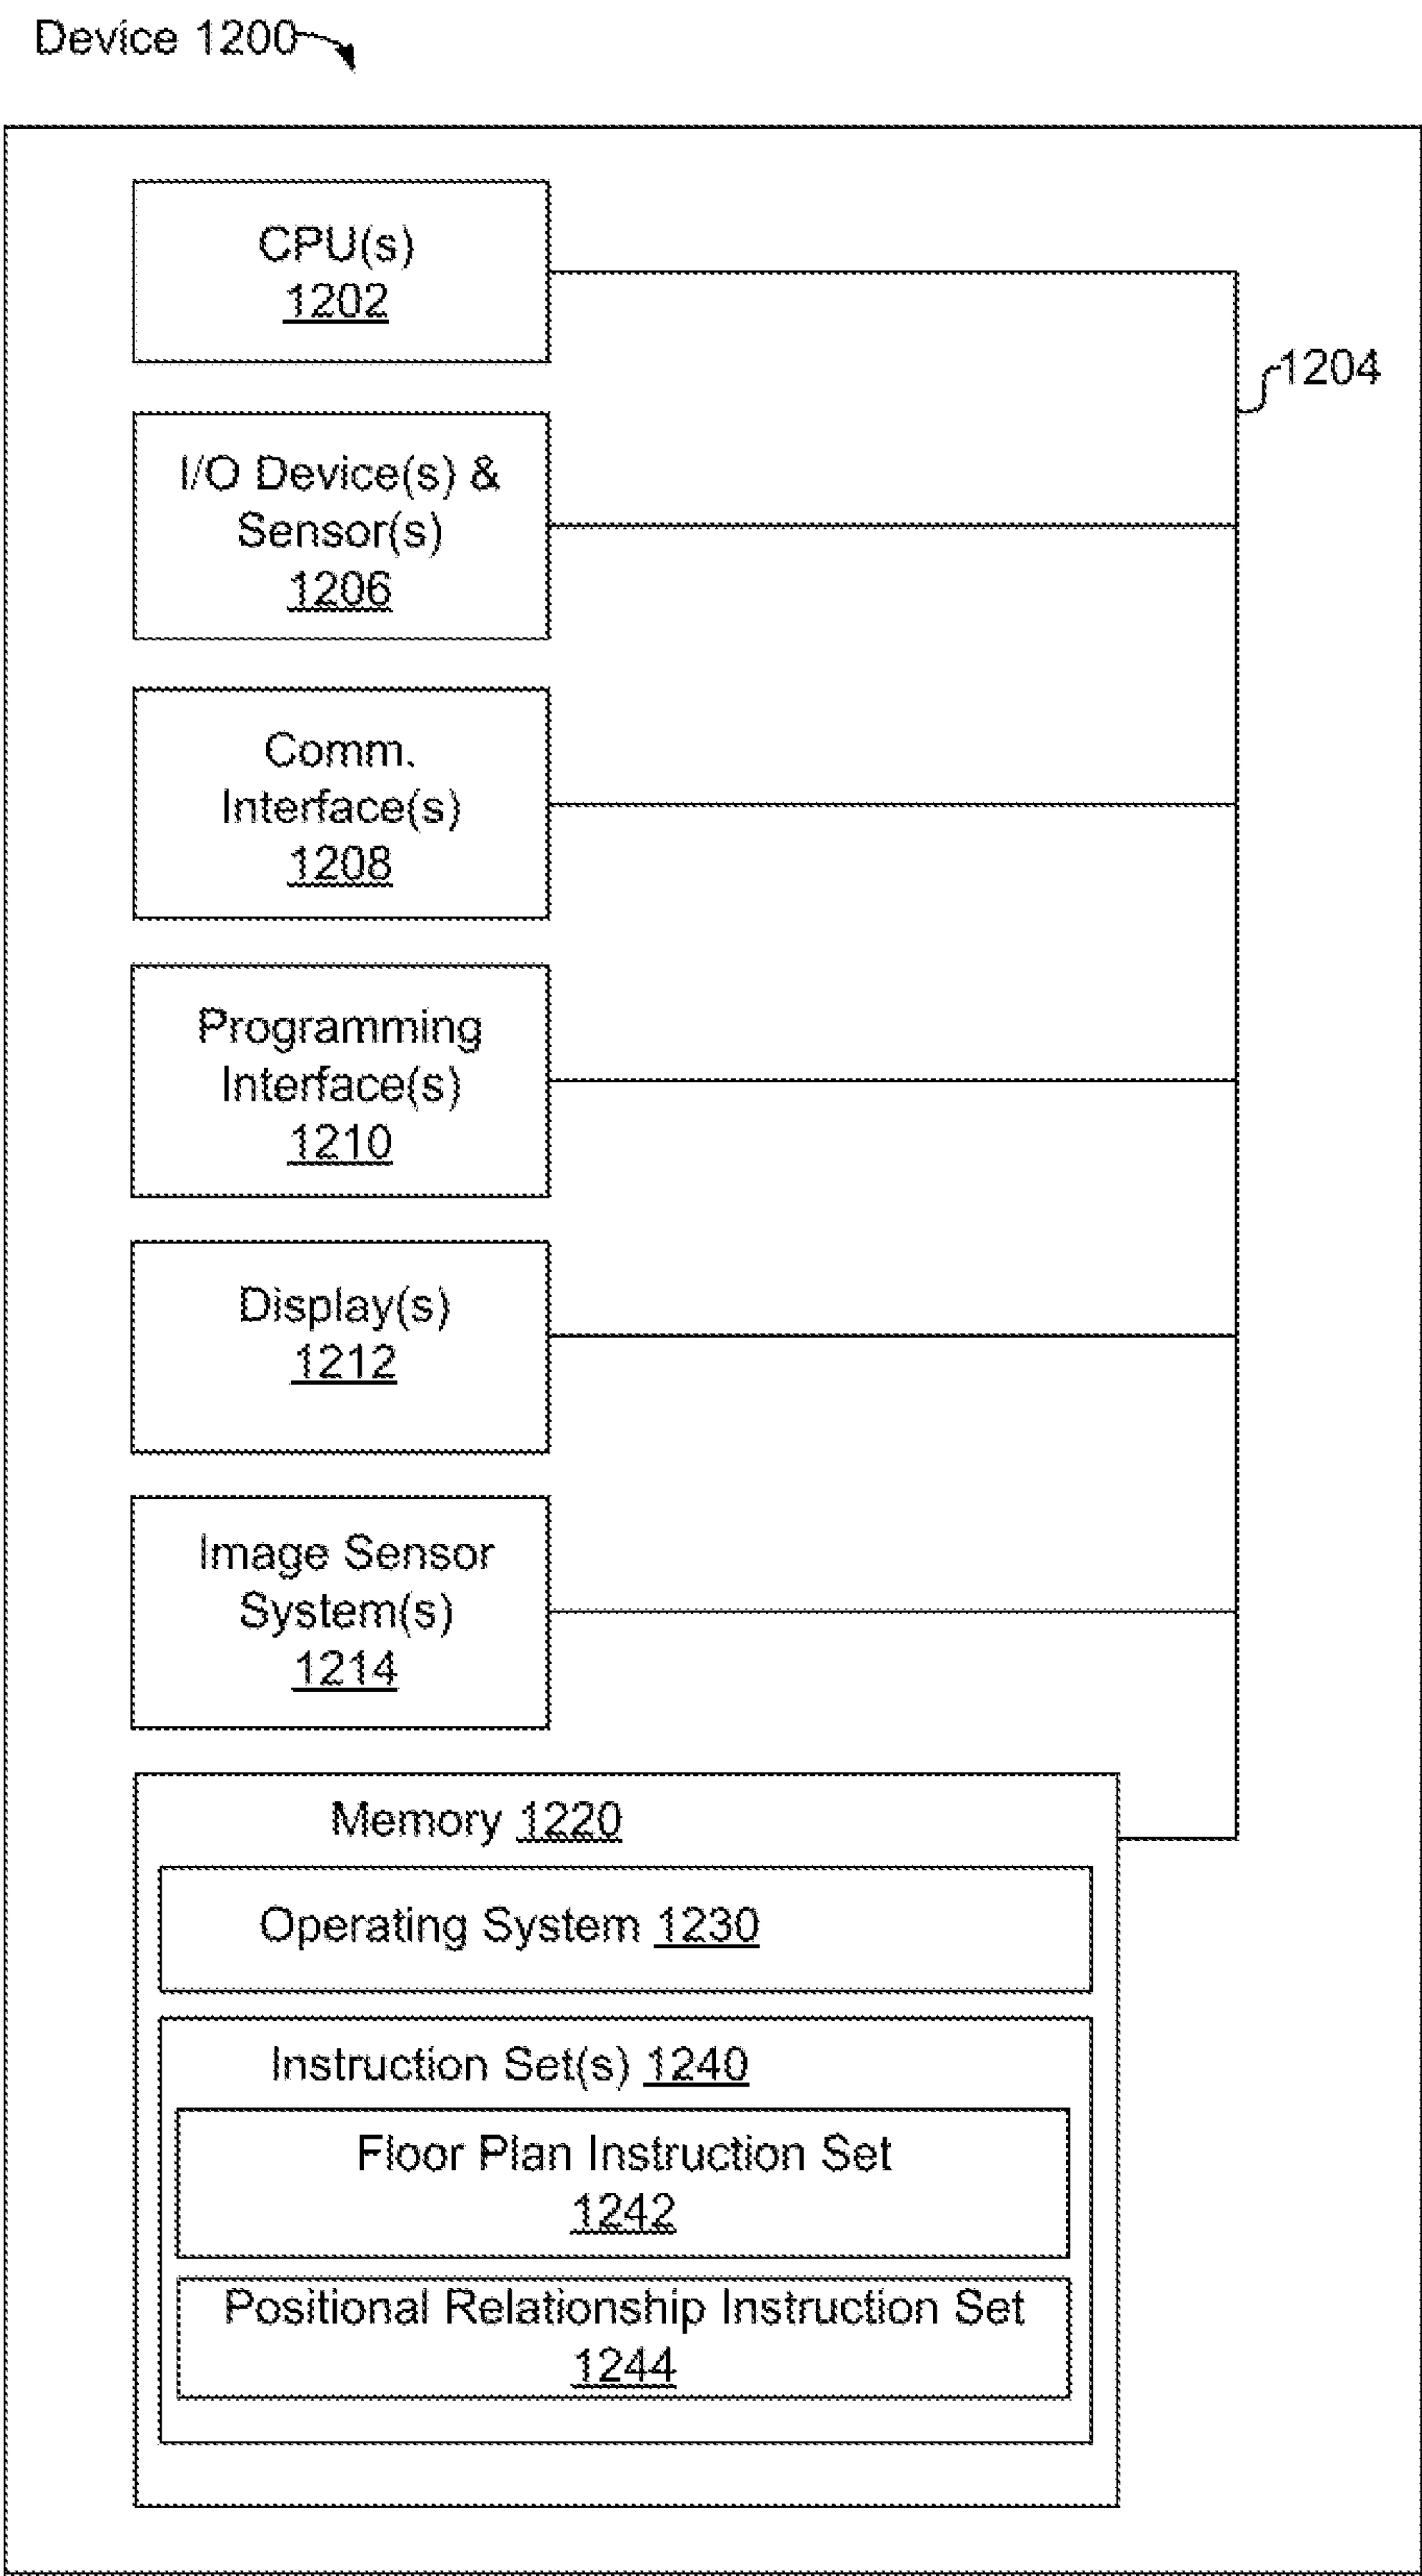 Device 1200
CPU(s)
1202
1204
I/O Device(s) &
Sensor(s)
1206
Comm.
Interface(s)
1208
Programming
Interface(s)
1210
Display(s)
1212
Image Sensor
System(s)
1214
Memory 1220
Operating System 1230
Instruction Set(s) 1240
Floor Plan Instruction Set
1242
Positional Relationship Instruction Set
1244